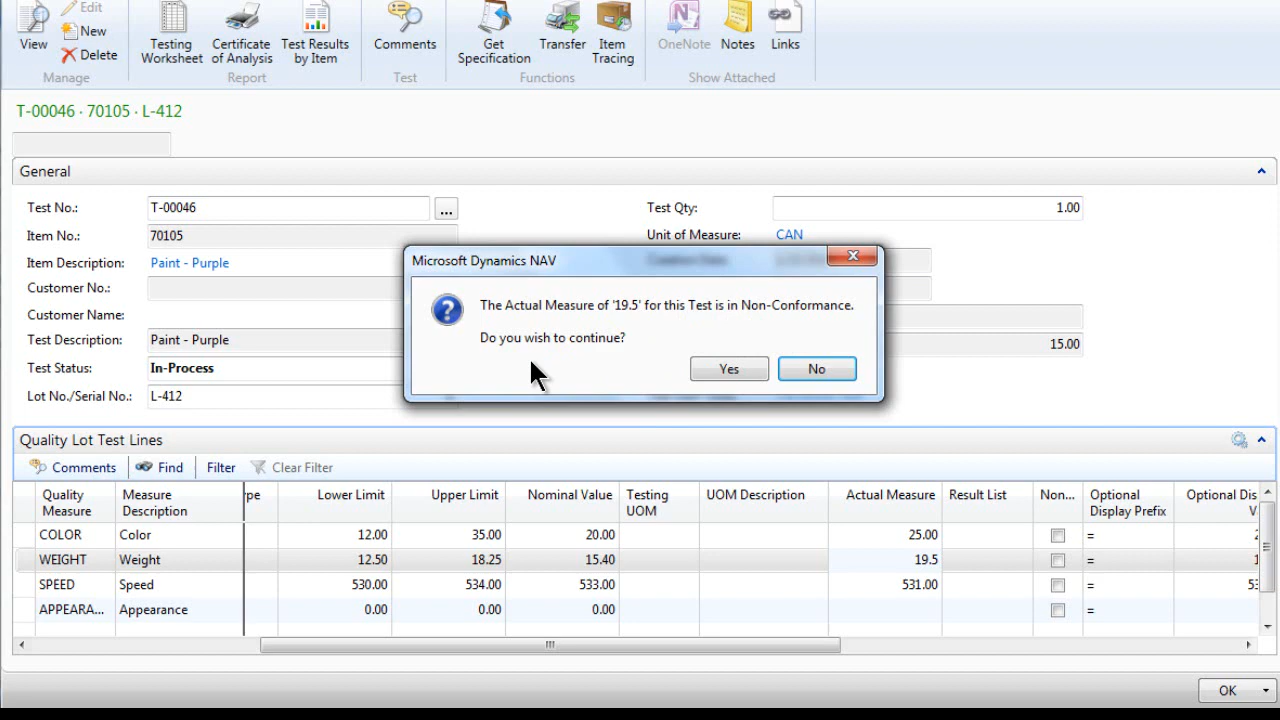 Edit
New
Delete
View
Testing Worksheet
Certificate of Analysis
Test Results by Item
Comments
Get Specification
Transfer
Item Tracing
OneNote
Notes
Links
Manage
Report
Test
Functions
Show Attached
T-00046 · 70105 · L-412
General
Test No.: T-00046 ...
Test Qty: 1.00
Item No.: 70105
Unit of Measure: CAN
Item Description: Paint - Purple
Customer No.:
Customer Name:
Test Description: Paint - Purple
15.00
Test Status: In-Process
Lot No./Serial No.: L-412
Microsoft Dynamics NAV
The Actual Measure of '19.5' for this Test is in Non-Conformance.
Do you wish to continue?
Yes No
Quality Lot Test Lines
Comments Find Filter Clear Filter
Quality Measure Measure Description ype Lower Limit Upper Limit Nominal Value Testing UOM UOM Description Actual Measure Result List Non... Optional Display Prefix Optional Dis V
COLOR Color 12.00 35.00 20.00 25.00 = 2
WEIGHT Weight 12.50 18.25 15.40 19.5 = 1
SPEED Speed 530.00 534.00 533.00 531.00 = 53
APPEARA... Appearance 0.00 0.00 0.00 =
OK